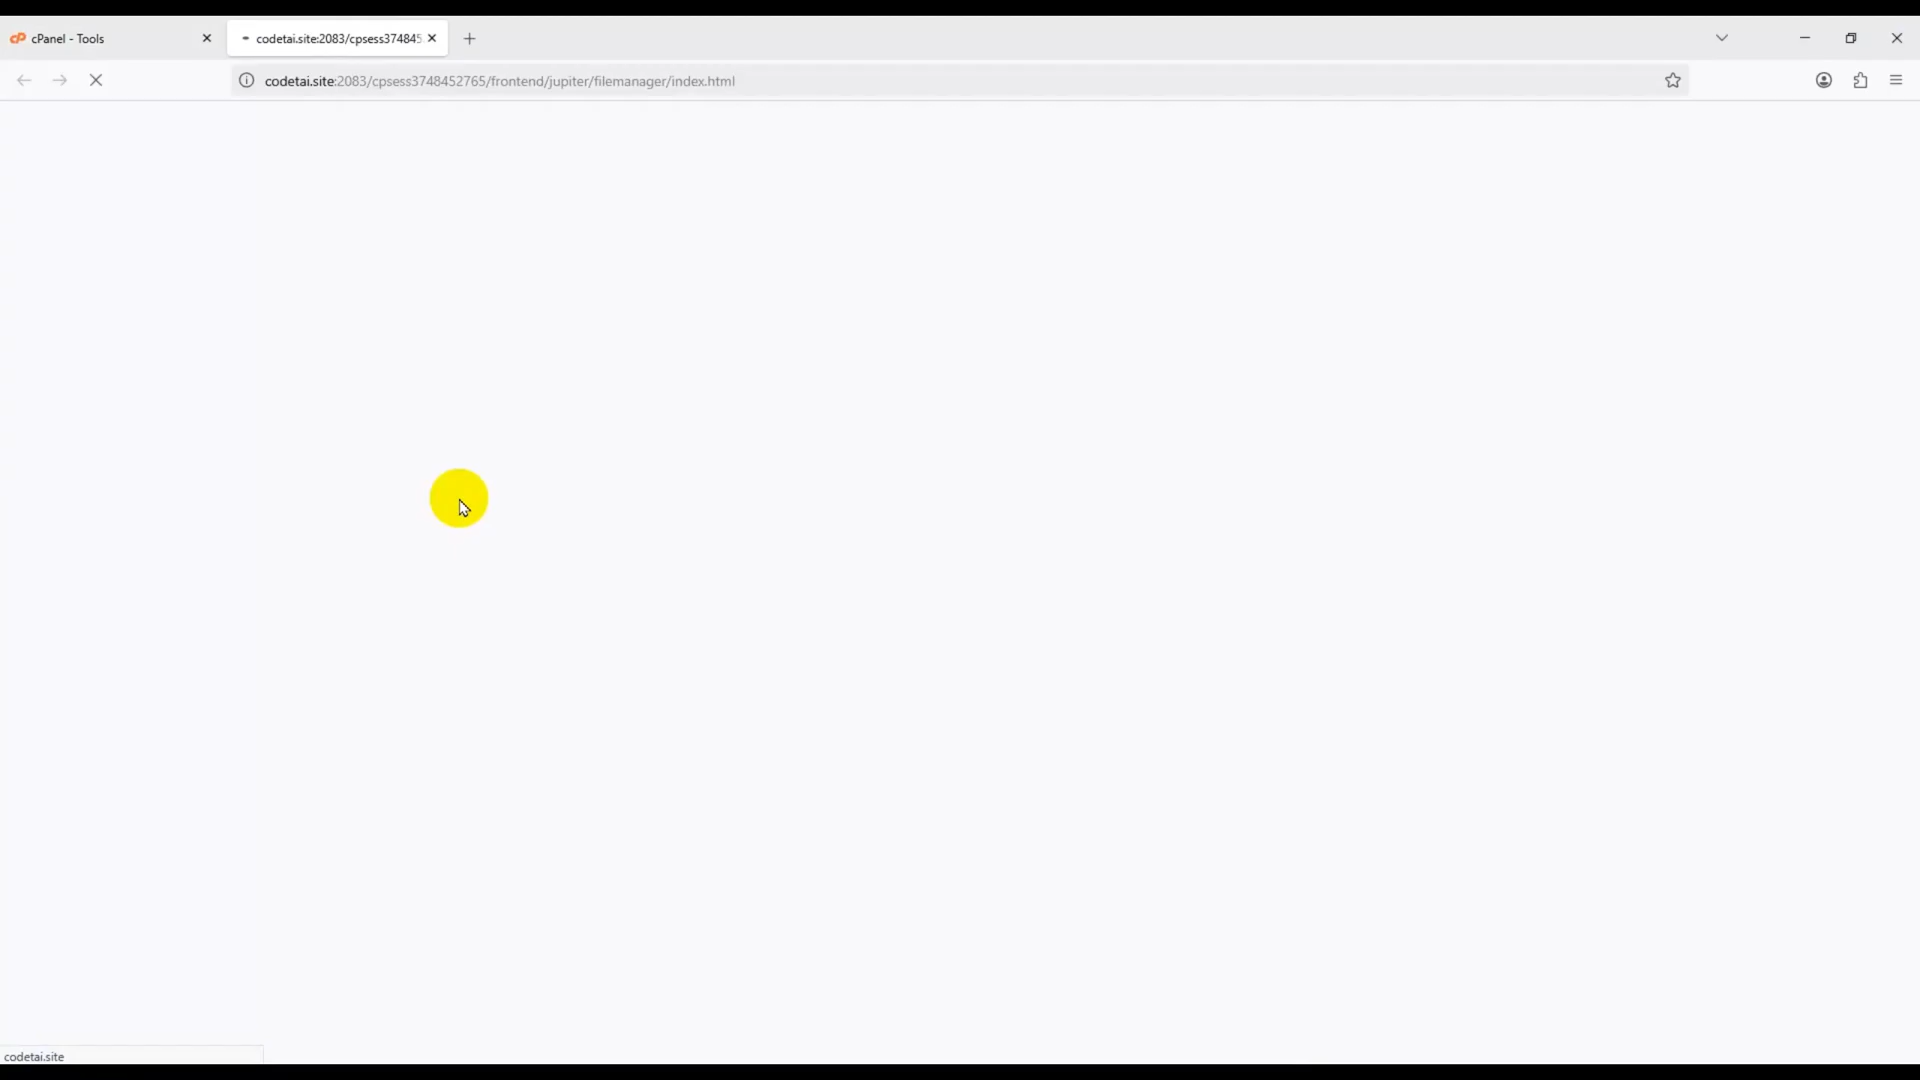 cPanel - Tools
codetai.site:2083/cpsess374845
codetai.site:2083/cpsess3748452765/frontend/jupiter/filemanager/index.html
codetai.site